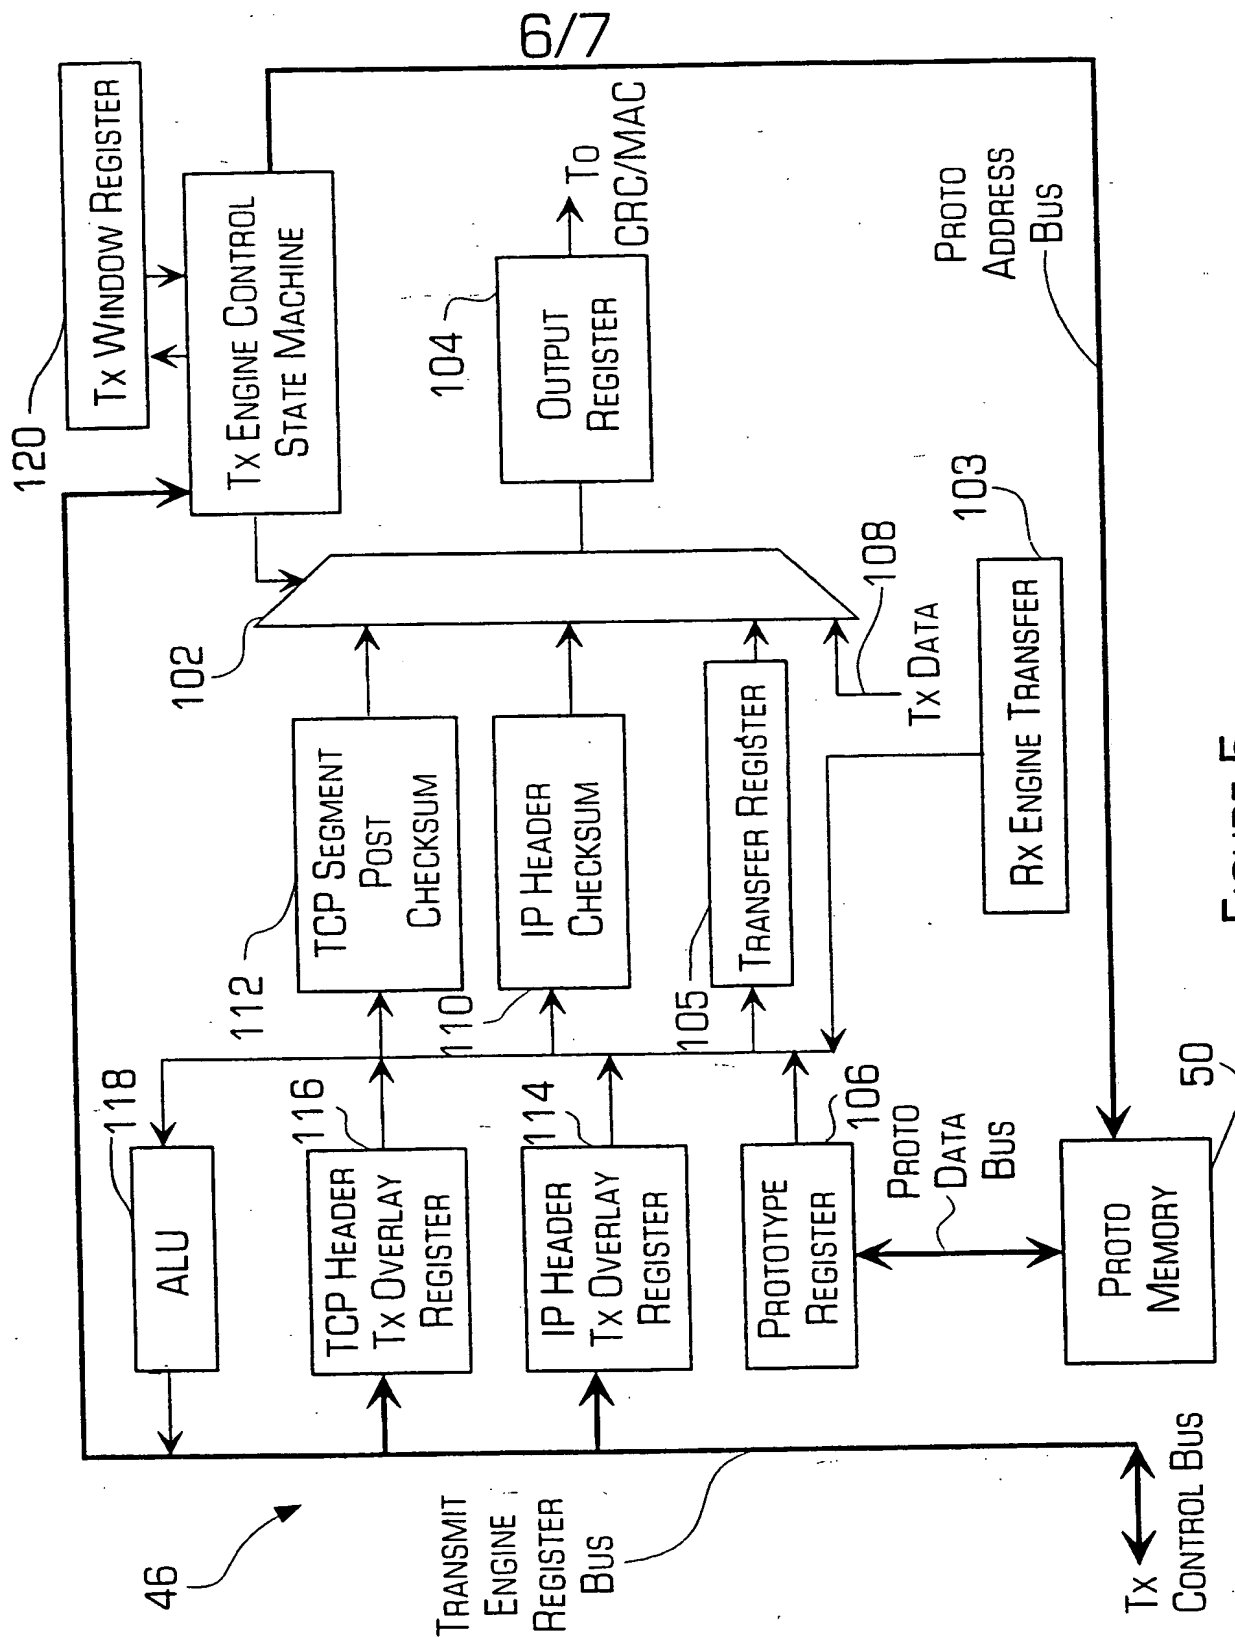 6/7
46
TRANSMIT
ENGINE
REGISTER
BUS
TX
CONTROL BUS
118
ALU
116
TCP HEADER
TX OVERLAY
REGISTER
114
IP HEADER
TX OVERLAY
REGISTER
106
PROTOTYPE
REGISTER
PROTO
DATA
BUS
PROTO
MEMORY
50
112
TCP SEGMENT
POST
CHECKSUM
110
IP HEADER
CHECKSUM
105
TRANSFER REGISTER
102
TX DATA
108
RX ENGINE TRANSFER
103
120
TX WINDOW REGISTER
TX ENGINE CONTROL
STATE MACHINE
104
OUTPUT
REGISTER
TO
CRC/MAC
PROTO
ADDRESS
BUS